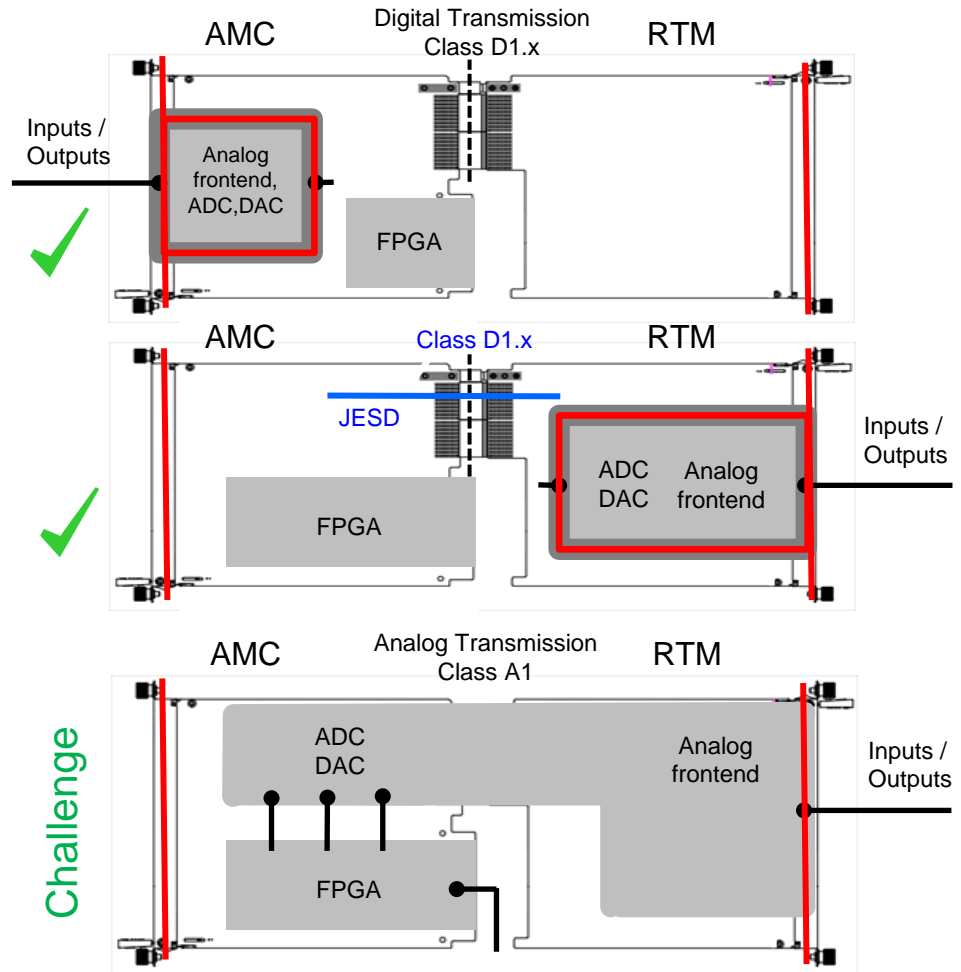 AMC
Digital Transmission
Class D1.x
RTM
Inputs /
Outputs
Analog
frontend,
ADC,DAC
FPGA
AMC
Class D1.x
RTM
JESD
ADC
DAC
Analog
frontend
Inputs /
Outputs
FPGA
AMC
Analog Transmission
Class A1
RTM
Challenge
ADC
DAC
Analog
frontend
Inputs /
Outputs
FPGA